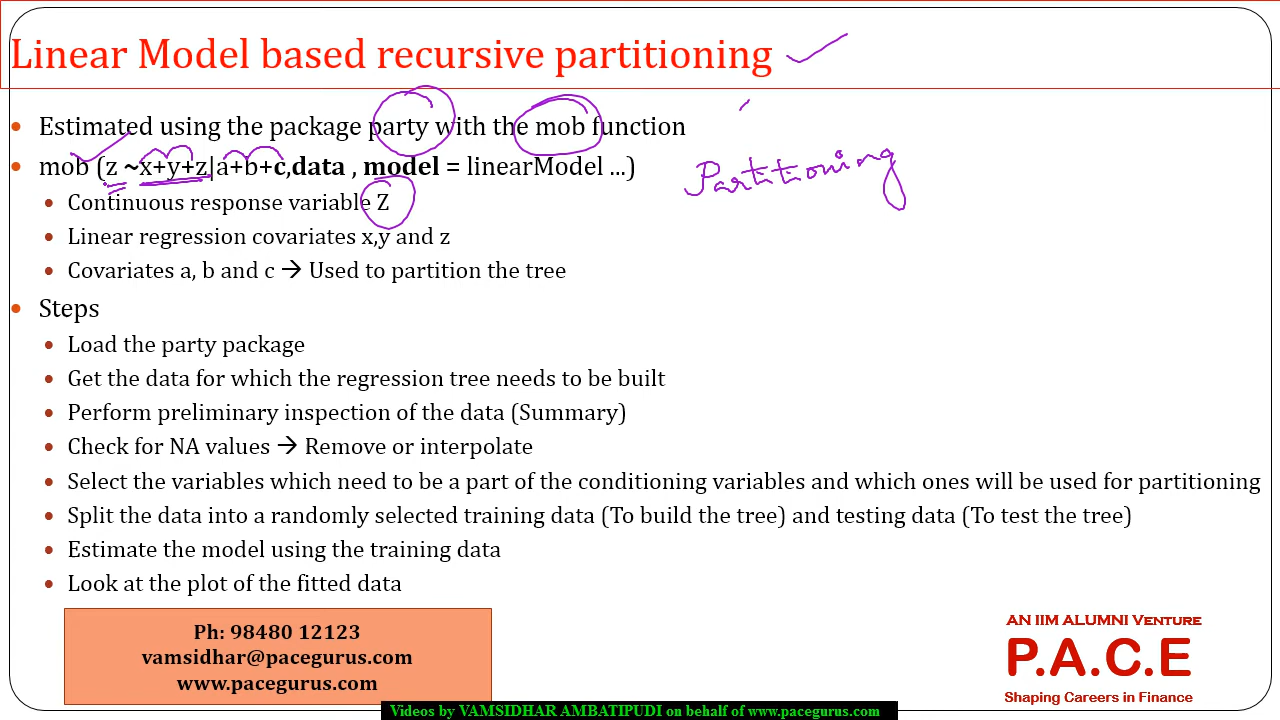 Linear Model based recursive partitioning
• Estimated using the package party with the mob function
• mob (z ~x+y+z|a+b+c,data , model = linearModel ...)
Partitioning
• Continuous response variable Z
• Linear regression covariates x,y and z
• Covariates a, b and c → Used to partition the tree
• Steps
• Load the party package
• Get the data for which the regression tree needs to be built
• Perform preliminary inspection of the data (Summary)
• Check for NA values → Remove or interpolate
• Select the variables which need to be a part of the conditioning variables and which ones will be used for partitioning
• Split the data into a randomly selected training data (To build the tree) and testing data (To test the tree)
• Estimate the model using the training data
• Look at the plot of the fitted data
Ph: 98480 12123
vamsidhar@pacegurus.com
www.pacegurus.com
AN IIM ALUMNI VENTURE
P.A.C.E
Shaping Careers in Finance
Videos by VAMSIDHAR AMBATIPUDI on behalf of www.pacegurus.com